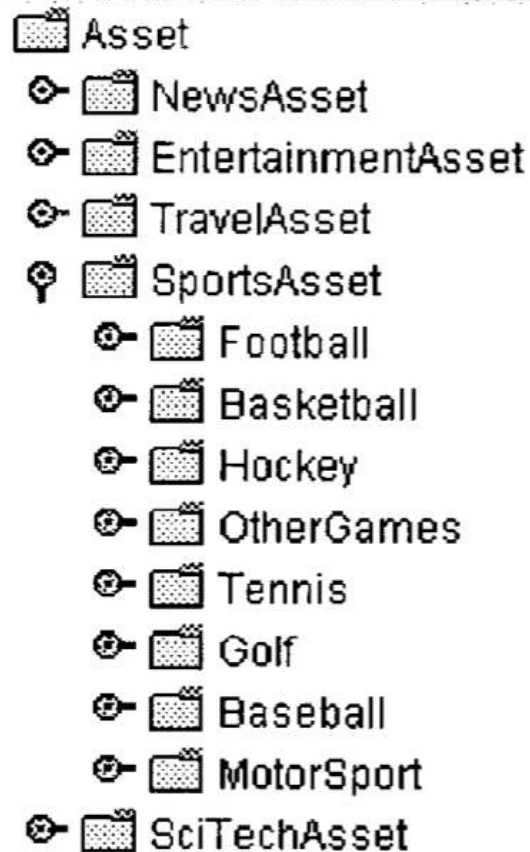 Asset
NewsAsset
EntertainmentAsset
TravelAsset
SportsAsset
Football
Basketball
Hockey
OtherGames
Tennis
Golf
Baseball
MotorSport
SciTechAsset